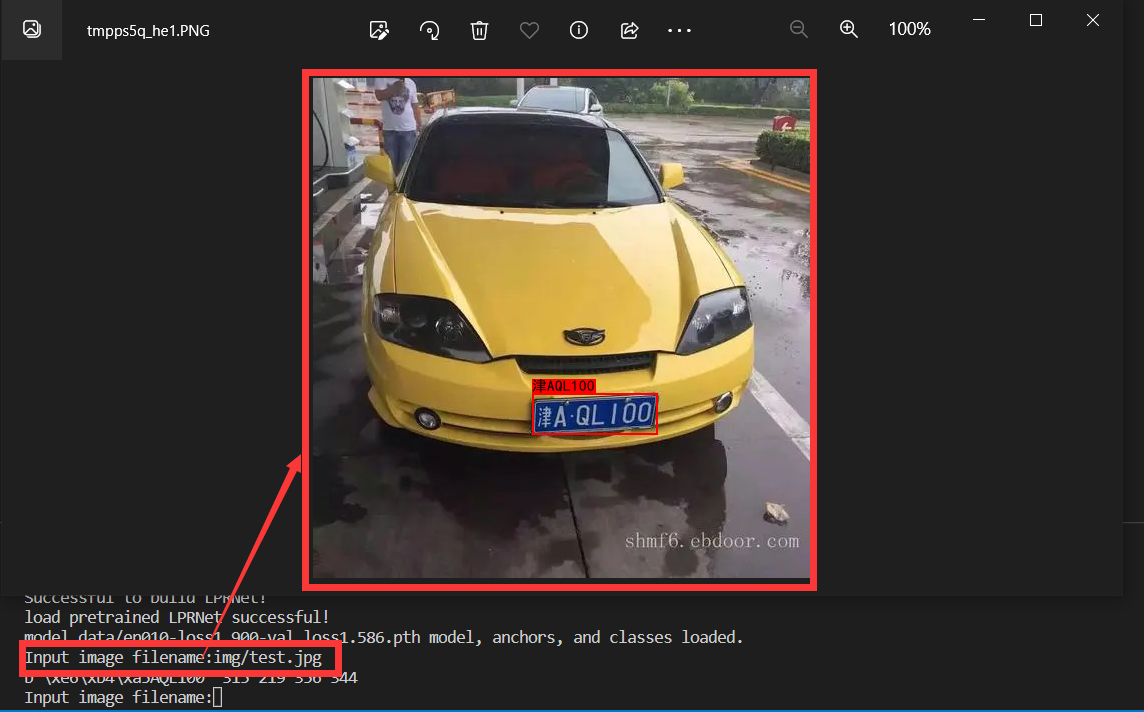 tmpps5q_he1.PNG
100%
津AQL100
津A·QL100
shmf6.ebdoor.com
Successful to build LPRNet!
load pretrained LPRNet successful!
model_data/ep010-loss1.900-val_loss1.586.pth model, anchors, and classes loaded.
Input image filename:img/test.jpg
b'\xe6\xb4\xa5AQL100' 315 219 356 344
Input image filename: